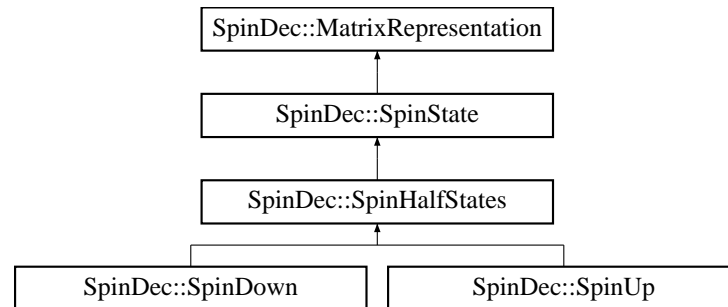 SpinDec::MatrixRepresentation
SpinDec::SpinState
SpinDec::SpinHalfStates
SpinDec::SpinDown
SpinDec::SpinUp